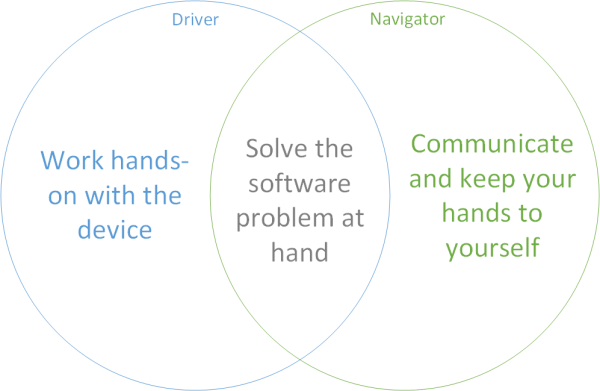 Driver
Navigator
Work hands-
on with the
device
Solve the
software
problem at
hand
Communicate
and keep your
hands to
yourself